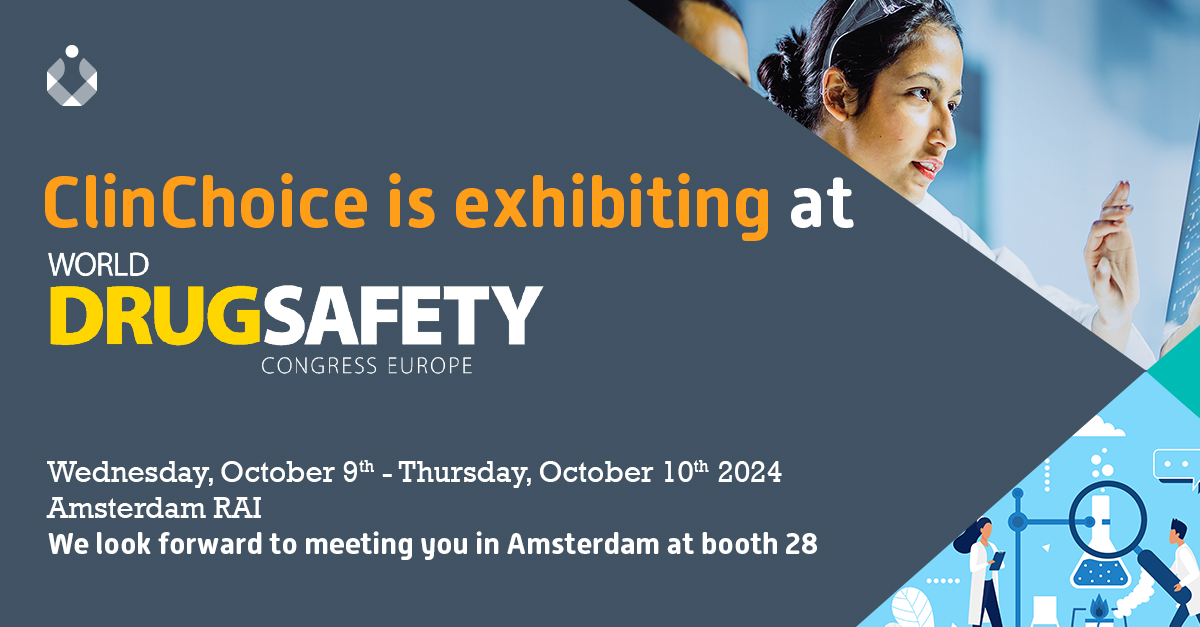 ClinChoice is exhibiting at
WORLD
DRUGSAFETY
CONGRESS EUROPE
Wednesday, October 9th - Thursday, October 10th 2024
Amsterdam RAI
We look forward to meeting you in Amsterdam at booth 28